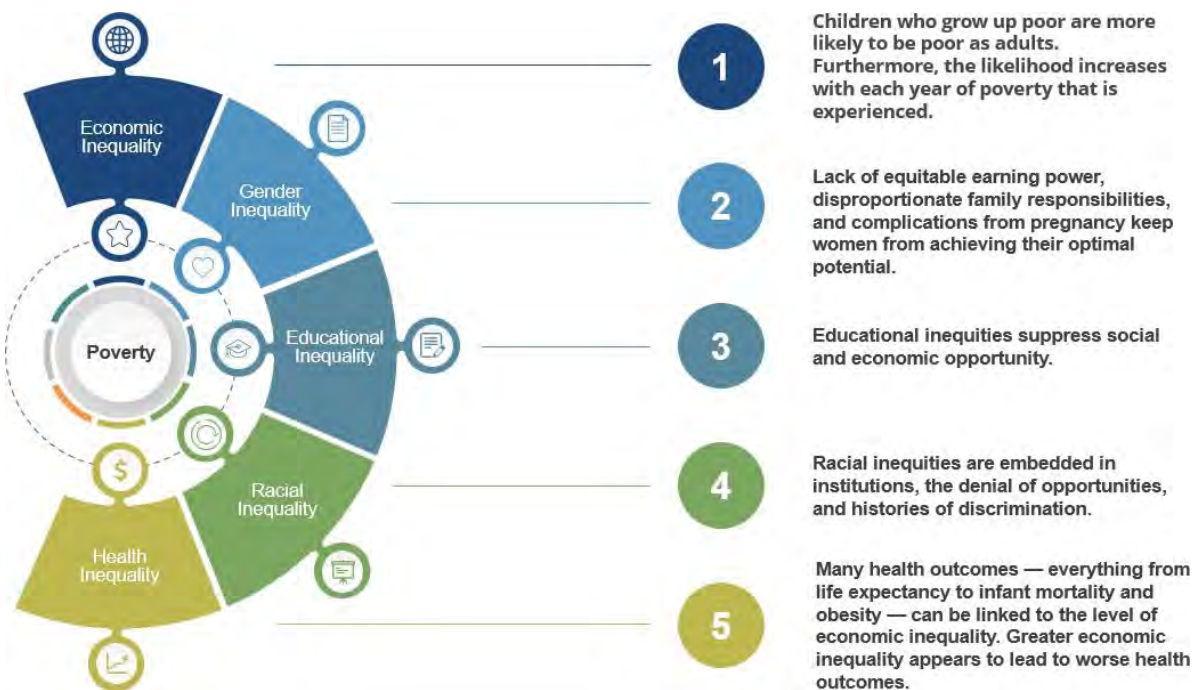 Economic
Inequality
Gender
Inequality
Educational
Inequality
Racial
Inequality
Health
Inequality
Poverty
$
1
Children who grow up poor are more
likely to be poor as adults.
Furthermore, the likelihood increases
with each year of poverty that is
experienced.
2
Lack of equitable earning power,
disproportionate family responsibilities,
and complications from pregnancy keep
women from achieving their optimal
potential.
3
Educational inequities suppress social
and economic opportunity.
4
Racial inequities are embedded in
institutions, the denial of opportunities,
and histories of discrimination.
5
Many health outcomes — everything from
life expectancy to infant mortality and
obesity — can be linked to the level of
economic inequality. Greater economic
inequality appears to lead to worse health
outcomes.